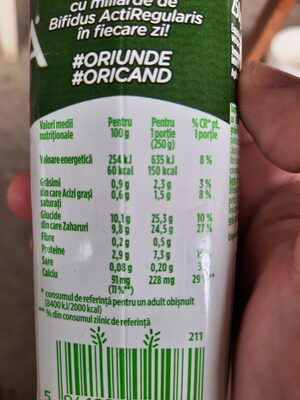 cu miliarde de
Bifidus ActiRegularis
în fiecare zi!
#ORIUNDE
#ORICAND
Valori medii nutriționale Pentru 100 g Pentru 1 porție (250 g) % CR* pt. 1 porție
Valoare energetică 254 kJ 60 kcal 635 kJ 150 kcal 8 %
Grăsimi 0,9 g 2,3 g 3 %
din care Acizi grași saturați 0,6 g 1,5 g 8 %
Glucide 10,1 g 25,3 g 10 %
din care Zaharuri 9,8 g 24,5 g 27 %
Fibre 0,2 g 0,5 g
Proteine 2,9 g 7,3 g
Sare 0,08 g 0,20 g
Calciu 91 mg (11%**) 228 mg
* consumul de referință pentru un adult obișnuit
(8400 kJ/2000 kcal)
** % din consumul zilnic de referință
211